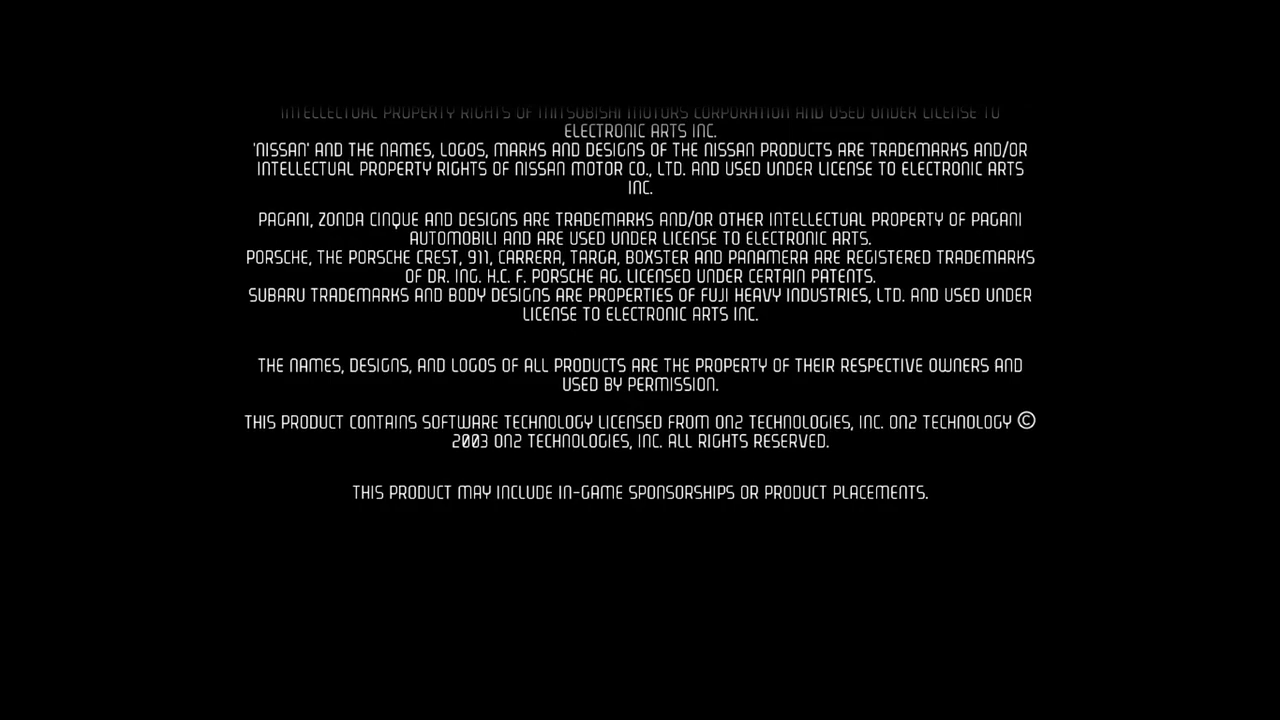 INTELLECTUAL PROPERTY RIGHTS OF MITSUBISHI MOTORS CORPORATION AND USED UNDER LICENSE TO
ELECTRONIC ARTS INC.
'NISSAN' AND THE NAMES, LOGOS, MARKS AND DESIGNS OF THE NISSAN PRODUCTS ARE TRADEMARKS AND/OR
INTELLECTUAL PROPERTY RIGHTS OF NISSAN MOTOR CO., LTD. AND USED UNDER LICENSE TO ELECTRONIC ARTS
INC.
PAGANI, ZONDA CINQUE AND DESIGNS ARE TRADEMARKS AND/OR OTHER INTELLECTUAL PROPERTY OF PAGANI
AUTOMOBILI AND ARE USED UNDER LICENSE TO ELECTRONIC ARTS.
PORSCHE, THE PORSCHE CREST, 911, CARRERA, TARGA, BOXSTER AND PANAMERA ARE REGISTERED TRADEMARKS
OF DR. ING. H.C. F. PORSCHE AG. LICENSED UNDER CERTAIN PATENTS.
SUBARU TRADEMARKS AND BODY DESIGNS ARE PROPERTIES OF FUJI HEAVY INDUSTRIES, LTD. AND USED UNDER
LICENSE TO ELECTRONIC ARTS INC.
THE NAMES, DESIGNS, AND LOGOS OF ALL PRODUCTS ARE THE PROPERTY OF THEIR RESPECTIVE OWNERS AND
USED BY PERMISSION.
THIS PRODUCT CONTAINS SOFTWARE TECHNOLOGY LICENSED FROM ON2 TECHNOLOGIES, INC. ON2 TECHNOLOGY ©
2003 ON2 TECHNOLOGIES, INC. ALL RIGHTS RESERVED.
THIS PRODUCT MAY INCLUDE IN-GAME SPONSORSHIPS OR PRODUCT PLACEMENTS.